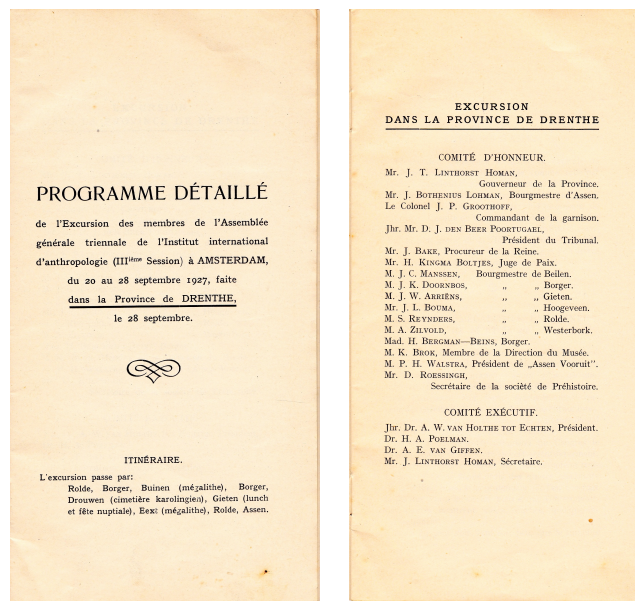 PROGRAMME DÉTAILLÉ
de l'Excursion des membres de l'Assemblée
générale triennale de l'Institut international
d'anthropologie (IIIième Session) à AMSTERDAM,
du 20 au 28 septembre 1927, faite
dans la Province de DRENTHE,
le 28 septembre.
ITINÉRAIRE.
L'excursion passe par:
Rolde, Borger, Buinen (mégalithe), Borger,
Drouwen (cimetière karolingien), Gieten (lunch
et fête nuptiale), Eext (mégalithe), Rolde, Assen.
EXCURSION
DANS LA PROVINCE DE DRENTHE
COMITÉ D'HONNEUR.
Mr. J. T. LINTHORST HOMAN,
Gouverneur de la Province.
Mr. J. BOTHENIUS LOHMAN, Bourgmestre d'Assen.
Le Colonel J. P. GROOTHOFF,
Commandant de la garnison.
Jhr. Mr. D. J. DEN BEER POORTUGAEL,
Président du Tribunal.
Mr. J. BAKE, Procureur de la Reine.
Mr. H. KINGMA BOLTJES, Juge de Paix.
M. J. C. MANSSEN, Bourgmestre de Beilen.
M. J. K. DOORNBOS, „ „ Borger.
M. J. W. ARRIËNS, „ „ Gieten.
Mr. J. L. BOUMA, „ „ Hoogeveen.
M. S. REYNDERS, „ „ Rolde.
M. A. ZILVOLD, „ „ Westerbork.
Mad. H. BERGMAN—BEINS, Borger.
M. K. BROK, Membre de la Direction du Musée.
M. P. H. WALSTRA, Président de „Assen Vooruit".
Mr. D. ROESSINGH,
Secrétaire de la socièté de Préhistoire.
COMITÉ EXÉCUTIF.
Jhr. Dr. A. W. VAN HOLTHE TOT ECHTEN, Président.
Dr. H. A. POELMAN.
Dr. A. E. VAN GIFFEN.
Mr. J. LINTHORST HOMAN, Sécretaire.